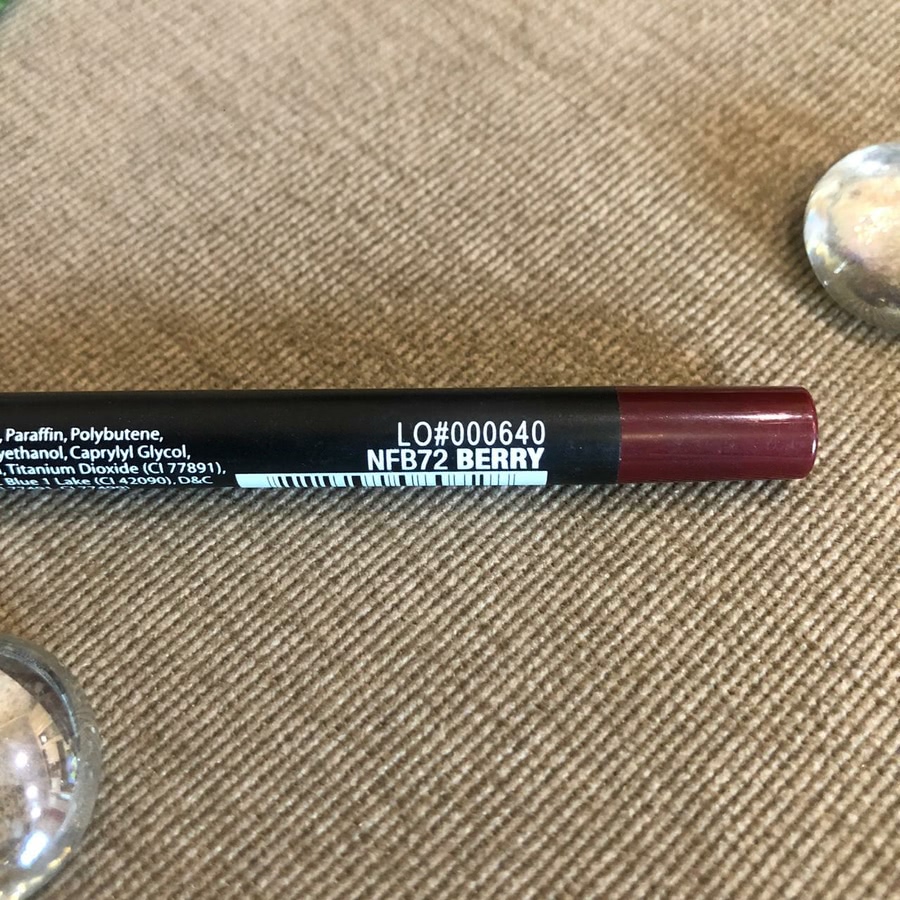 , Paraffin, Polybutene,
yethanol, Caprylyl Glycol,
, Titanium Dioxide (CI 77891),
Blue 1 Lake (CI 42090), D&C
LO#000640
NFB72 BERRY